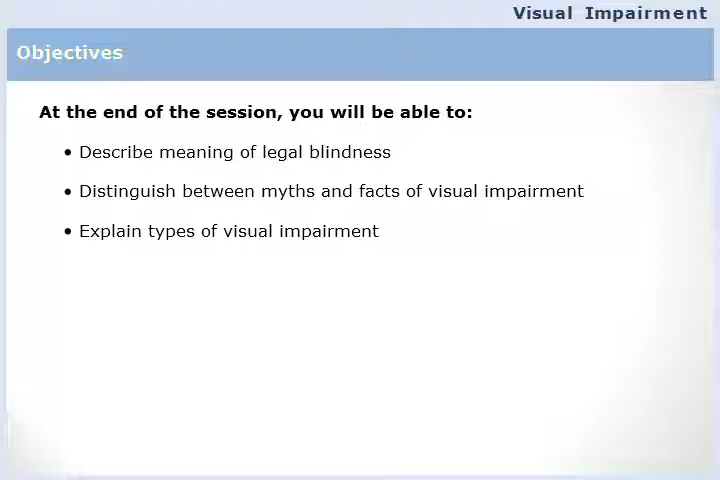 Visual Impairment
Objectives
At the end of the session, you will be able to:
• Describe meaning of legal blindness
• Distinguish between myths and facts of visual impairment
• Explain types of visual impairment